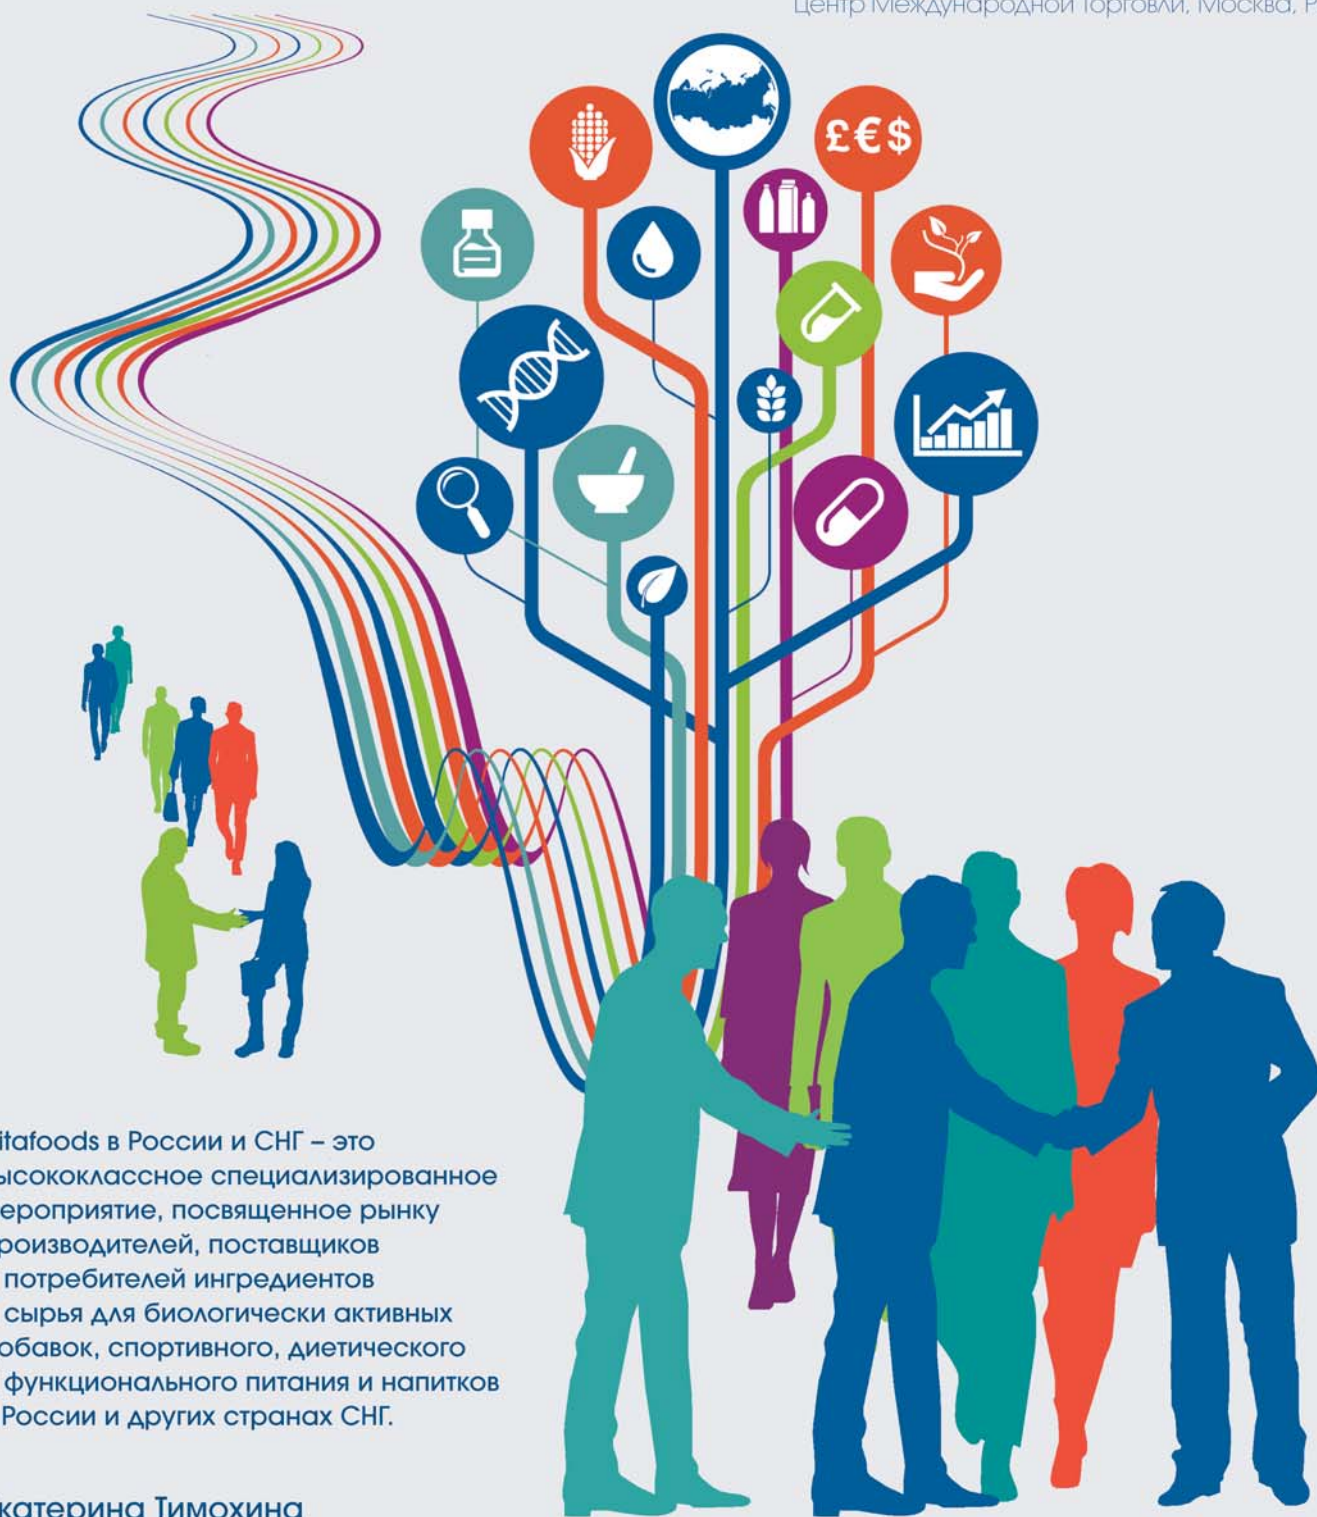 Центр Международной Торговли, Москва, Р
£€$
itafoods в России и СНГ – это
ысококлассное специализированное
ероприятие, посвященное рынку
роизводителей, поставщиков
потребителей ингредиентов
сырья для биологически активных
обавок, спортивного, диетического
функционального питания и напитков
России и других странах СНГ.
катерина Тимохина